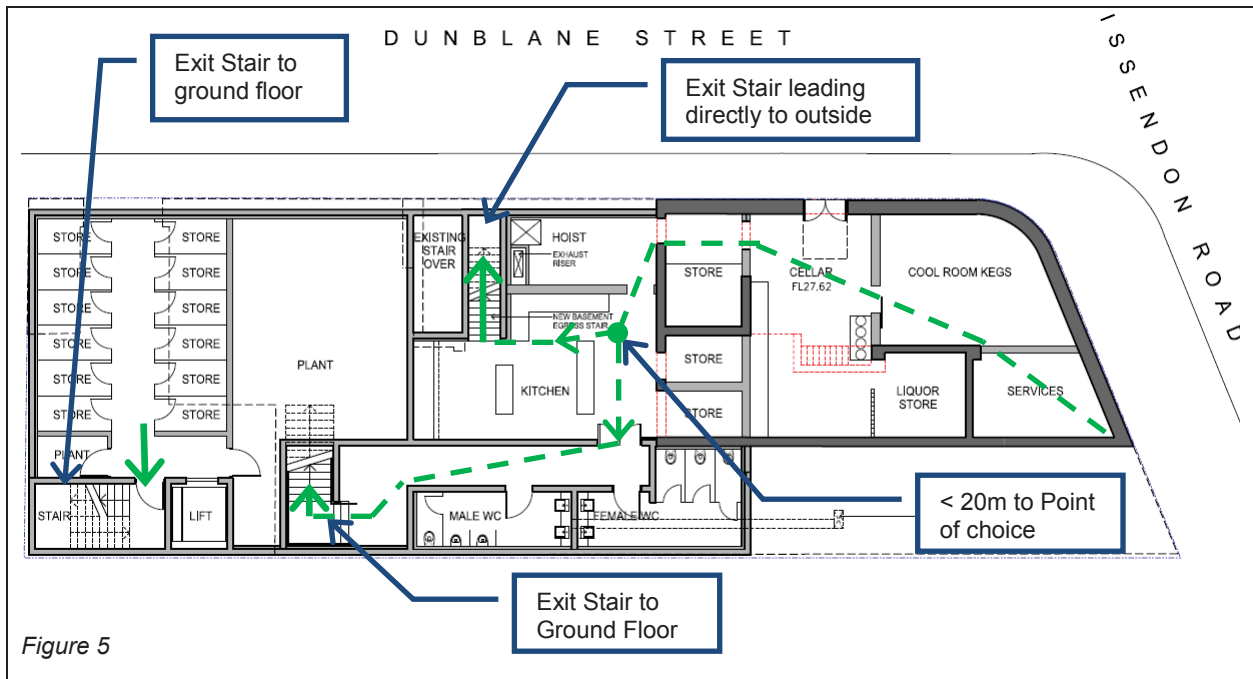 DUNBLANE STREET
ISSENDON ROAD
Exit Stair to
ground floor
Exit Stair leading
directly to outside
STORE
STORE
STORE
STORE
STORE
STORE
STORE
STORE
STORE
STORE
STORE
STORE
PLANT
STAIR
LIFT
PLANT
EXISTING
STAIR
OVER
HOIST
EXHAUST
RISER
NEW BASEMENT
EGRESS STAIR
KITCHEN
STORE
STORE
STORE
CELLAR
FL27.62
COOL ROOM KEGS
LIQUOR
STORE
SERVICES
MALE WC
FEMALE WC
< 20m to Point
of choice
Exit Stair to
Ground Floor
Figure 5